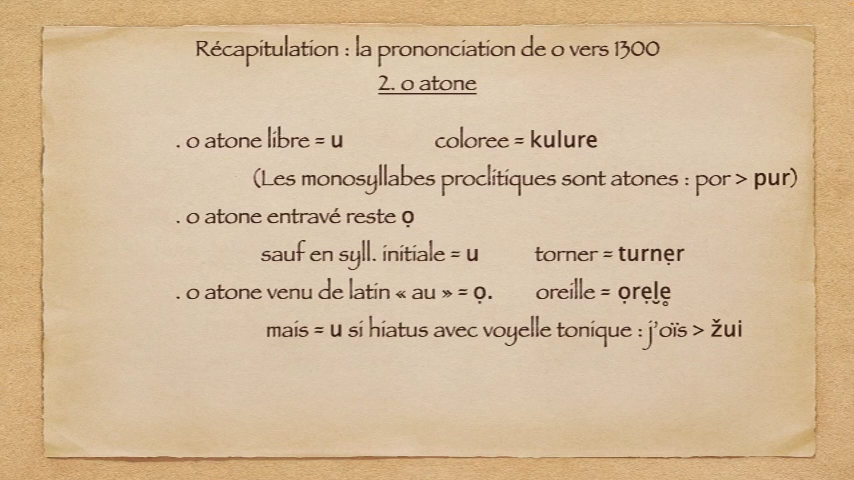 Récapitulation : la prononciation de o vers 1300
2. o atone
. o atone libre = u coloree = kulure
(Les monosyllabes proclitiques sont atones : por > pur)
. o atone entravé reste ọ
sauf en syll. initiale = u torner = turnẹr
. o atone venu de latin « au » = ọ. oreille = ọrẹl̮ẹ̥
mais = u si hiatus avec voyelle tonique : j’oïs > žui